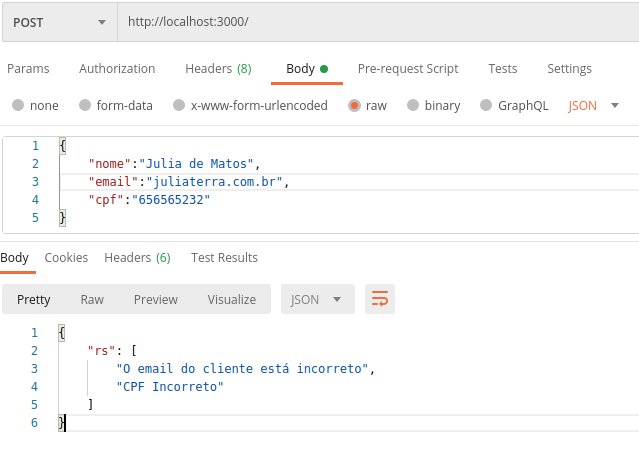 POST http://localhost:3000/
Params Authorization Headers (8) Body Pre-request Script Tests Settings
none form-data x-www-form-urlencoded raw binary GraphQL JSON
1 {
2 "nome":"Julia de Matos",
3 "email":"juliaterra.com.br",
4 "cpf":"656565232"
5 }
Body Cookies Headers (6) Test Results
Pretty Raw Preview Visualize JSON
1 {
2 "rs": [
3 "O email do cliente está incorreto",
4 "CPF Incorreto"
5 ]
6 }